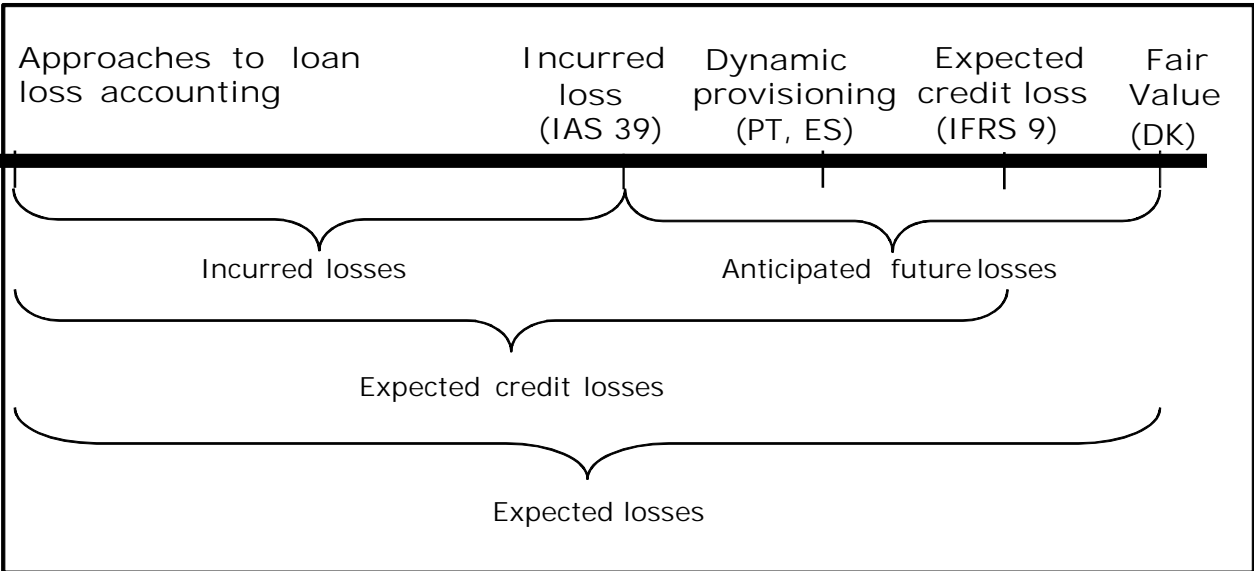 Approaches to loan
loss accounting
Incurred
loss
(IAS 39)
Dynamic
provisioning
(PT, ES)
Expected
credit loss
(IFRS 9)
Fair
Value
(DK)
Incurred losses
Anticipated future losses
Expected credit losses
Expected losses